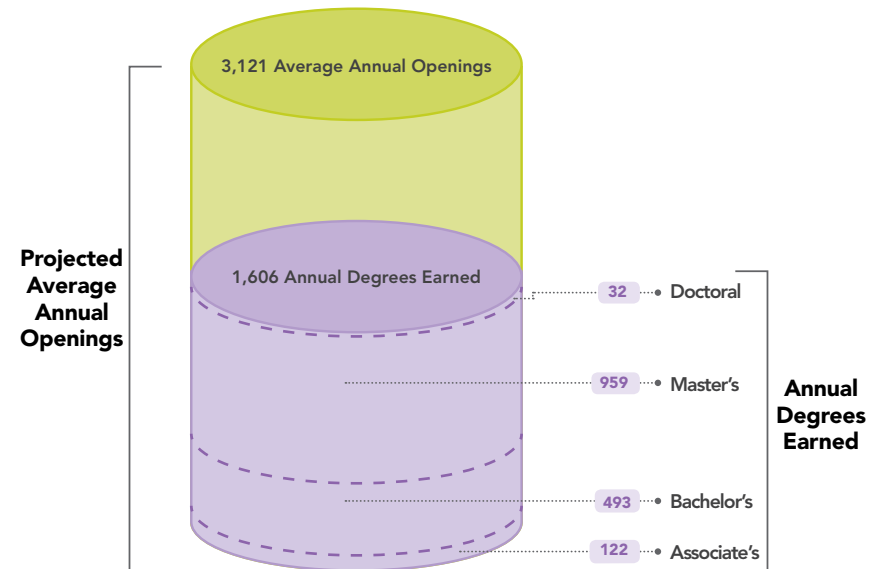 3,121 Average Annual Openings
Projected
Average
Annual
Openings
1,606 Annual Degrees Earned
32 Doctoral
959 Master's
493 Bachelor's
122 Associate's
Annual
Degrees
Earned